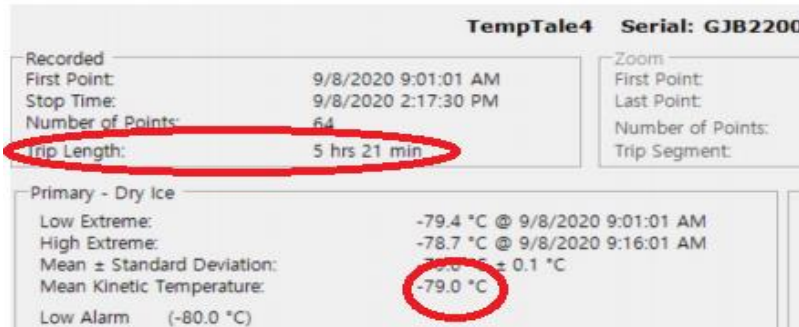 TempTale4 Serial: GJB2200
Recorded
First Point: 9/8/2020 9:01:01 AM
Stop Time: 9/8/2020 2:17:30 PM
Number of Points: 64
Trip Length: 5 hrs 21 min
Zoom
First Point:
Last Point:
Number of Points:
Trip Segment:
Primary - Dry Ice
Low Extreme: -79.4 °C @ 9/8/2020 9:01:01 AM
High Extreme: -78.7 °C @ 9/8/2020 9:16:01 AM
Mean ± Standard Deviation: °C ± 0.1 °C
Mean Kinetic Temperature: -79.0 °C
Low Alarm (-80.0 °C)